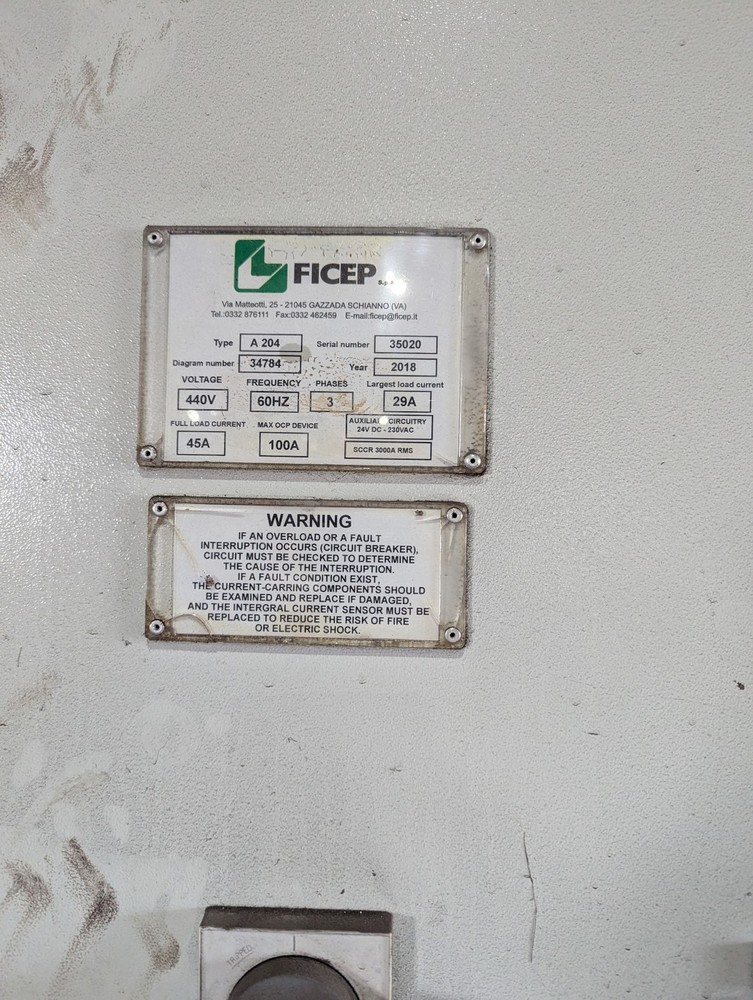 FICEP S.p.A
Via Matteotti, 25 - 21045 GAZZADA SCHIANNO (VA)
Tel.:0332 876111 Fax:0332 462459 E-mail:ficep@ficep.it
Type A 204 Serial number 35020
Diagram number 34784 Year 2018
VOLTAGE FREQUENCY PHASES Largest load current
440V 60HZ 3 29A
FULL LOAD CURRENT MAX OCP DEVICE AUXILIARY CIRCUITRY
24V DC - 230VAC
45A 100A SCCR 3000A RMS
WARNING
IF AN OVERLOAD OR A FAULT
INTERRUPTION OCCURS (CIRCUIT BREAKER),
CIRCUIT MUST BE CHECKED TO DETERMINE
THE CAUSE OF THE INTERRUPTION.
IF A FAULT CONDITION EXIST,
THE CURRENT-CARRING COMPONENTS SHOULD
BE EXAMINED AND REPLACE IF DAMAGED,
AND THE INTERGRAL CURRENT SENSOR MUST BE
REPLACED TO REDUCE THE RISK OF FIRE
OR ELECTRIC SHOCK.
TRIPPED